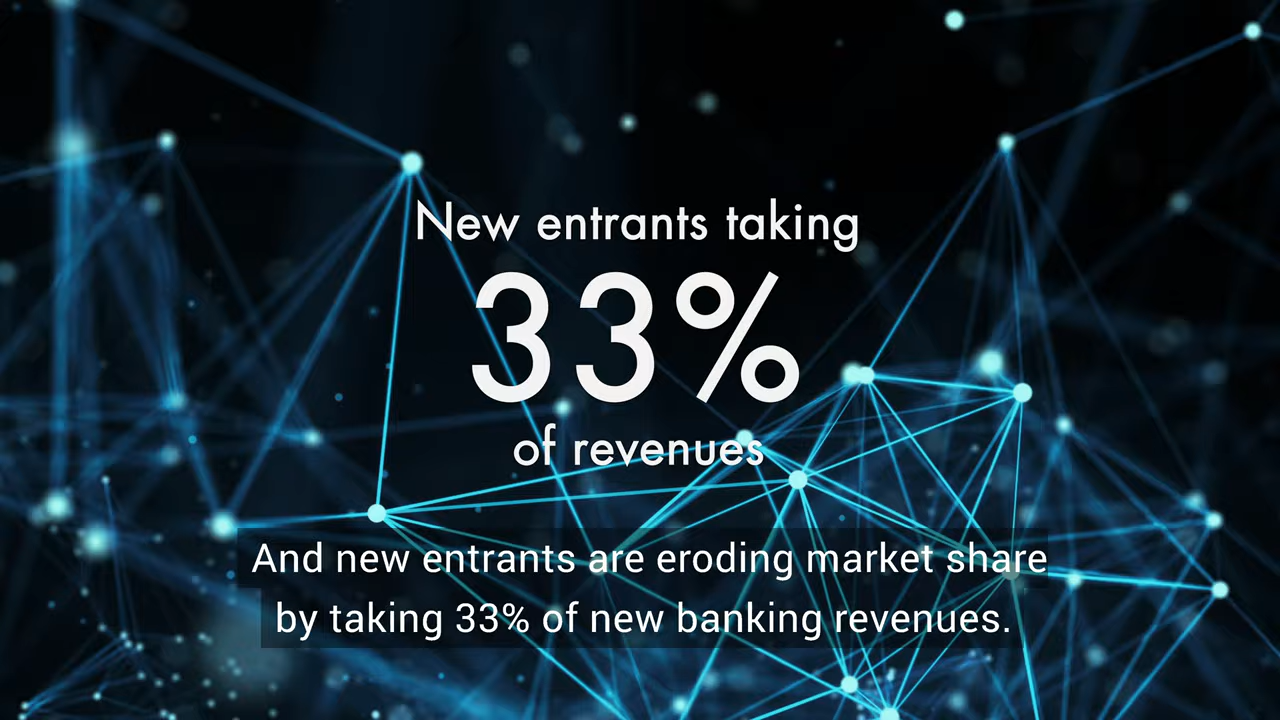 New entrants taking
33%
of revenues
And new entrants are eroding market share
by taking 33% of new banking revenues.